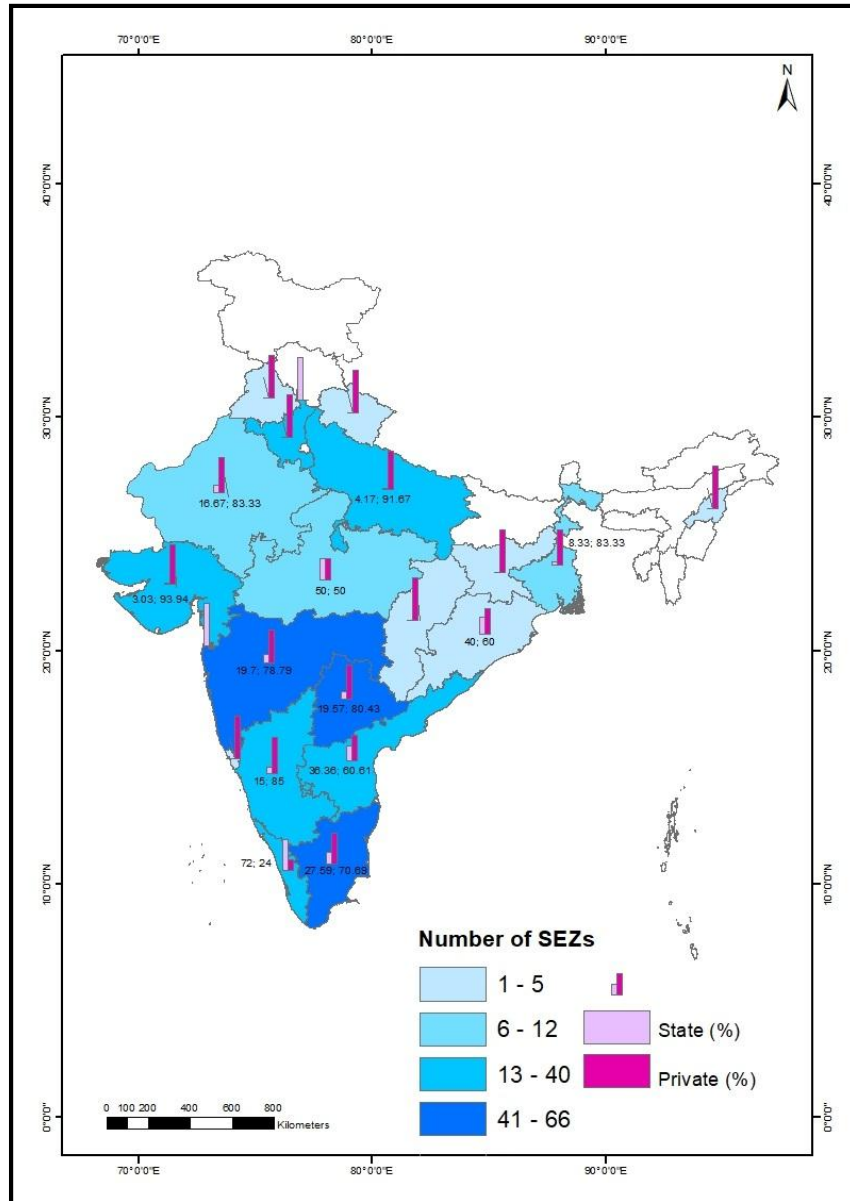 70°0'0"E 80°0'0"E 90°0'0"E
N
40°0'0"N 40°0'0"N
30°0'0"N 30°0'0"N
4.17; 91.67
16.67; 83.33
8.33; 83.33
50; 50
3.03; 93.94
40; 60
20°0'0"N 20°0'0"N
19.7; 78.79
19.57; 80.43
36.36; 60.61
15; 85
72; 24
27.59; 70.69
10°0'0"N 10°0'0"N
Number of SEZs
1 - 5
6 - 12 State (%)
13 - 40 Private (%)
41 - 66
0 100 200 400 600 800
Kilometers
0°0'0" 0°0'0"
70°0'0"E 80°0'0"E 90°0'0"E